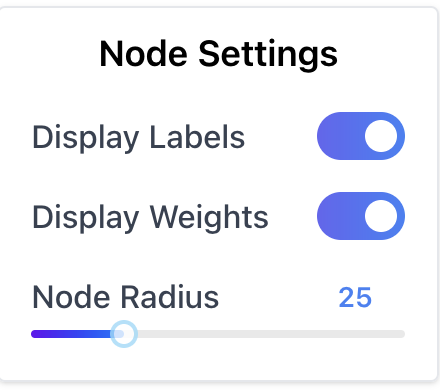 Node Settings
Display Labels
Display Weights
Node Radius 25